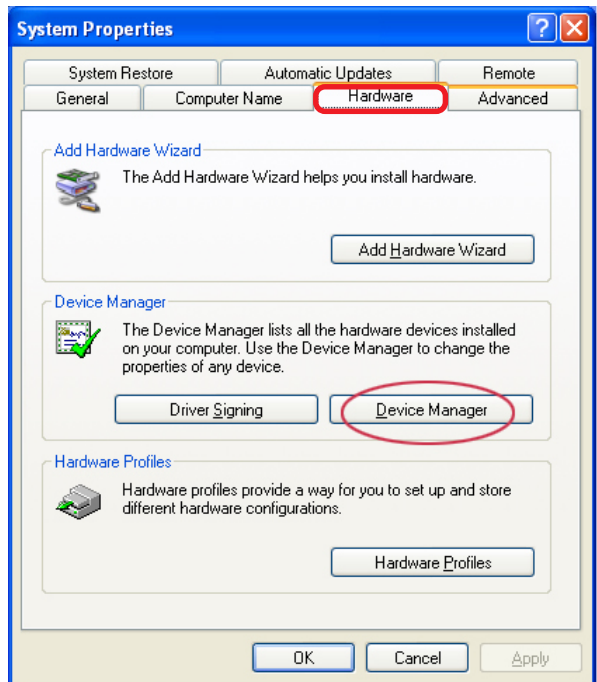 System Properties
System Restore Automatic Updates Remote
General Computer Name Hardware Advanced
Add Hardware Wizard
The Add Hardware Wizard helps you install hardware.
Add Hardware Wizard
Device Manager
The Device Manager lists all the hardware devices installed
on your computer. Use the Device Manager to change the
properties of any device.
Driver Signing Device Manager
Hardware Profiles
Hardware profiles provide a way for you to set up and store
different hardware configurations.
Hardware Profiles
OK Cancel Apply